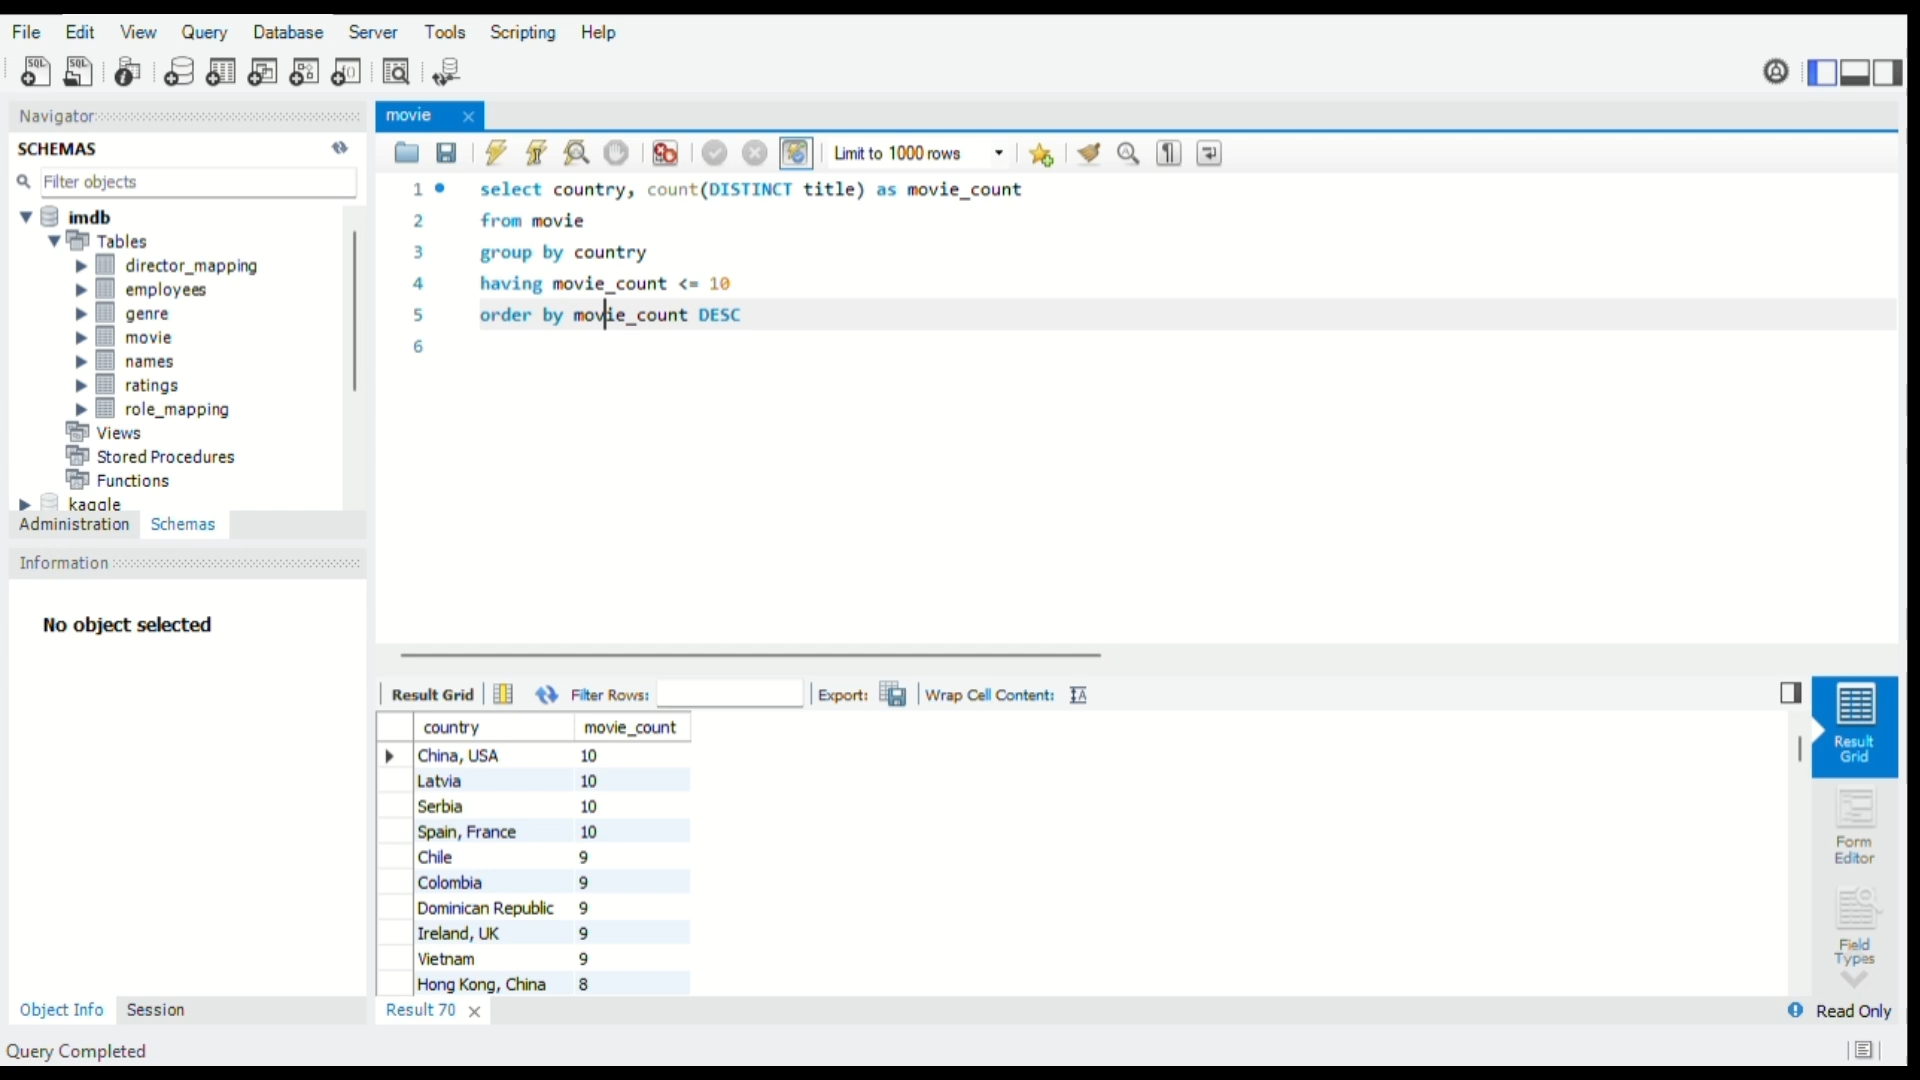 File Edit View Query Database Server Tools Scripting Help
Navigator
SCHEMAS
Filter objects
imdb
Tables
director_mapping
employees
genre
movie
names
ratings
role_mapping
Views
Stored Procedures
Functions
kaggle
Administration Schemas
Information
No object selected
Object Info Session
Query Completed
movie
Limit to 1000 rows
1 select country, count(DISTINCT title) as movie_count
2 from movie
3 group by country
4 having movie_count <= 10
5 order by movie_count DESC
6
Result Grid Filter Rows: Export: Wrap Cell Content:
country movie_count
China, USA 10
Latvia 10
Serbia 10
Spain, France 10
Chile 9
Colombia 9
Dominican Republic 9
Ireland, UK 9
Vietnam 9
Hong Kong, China 8
Result 70
Result
Grid
Form
Editor
Field
Types
Read Only